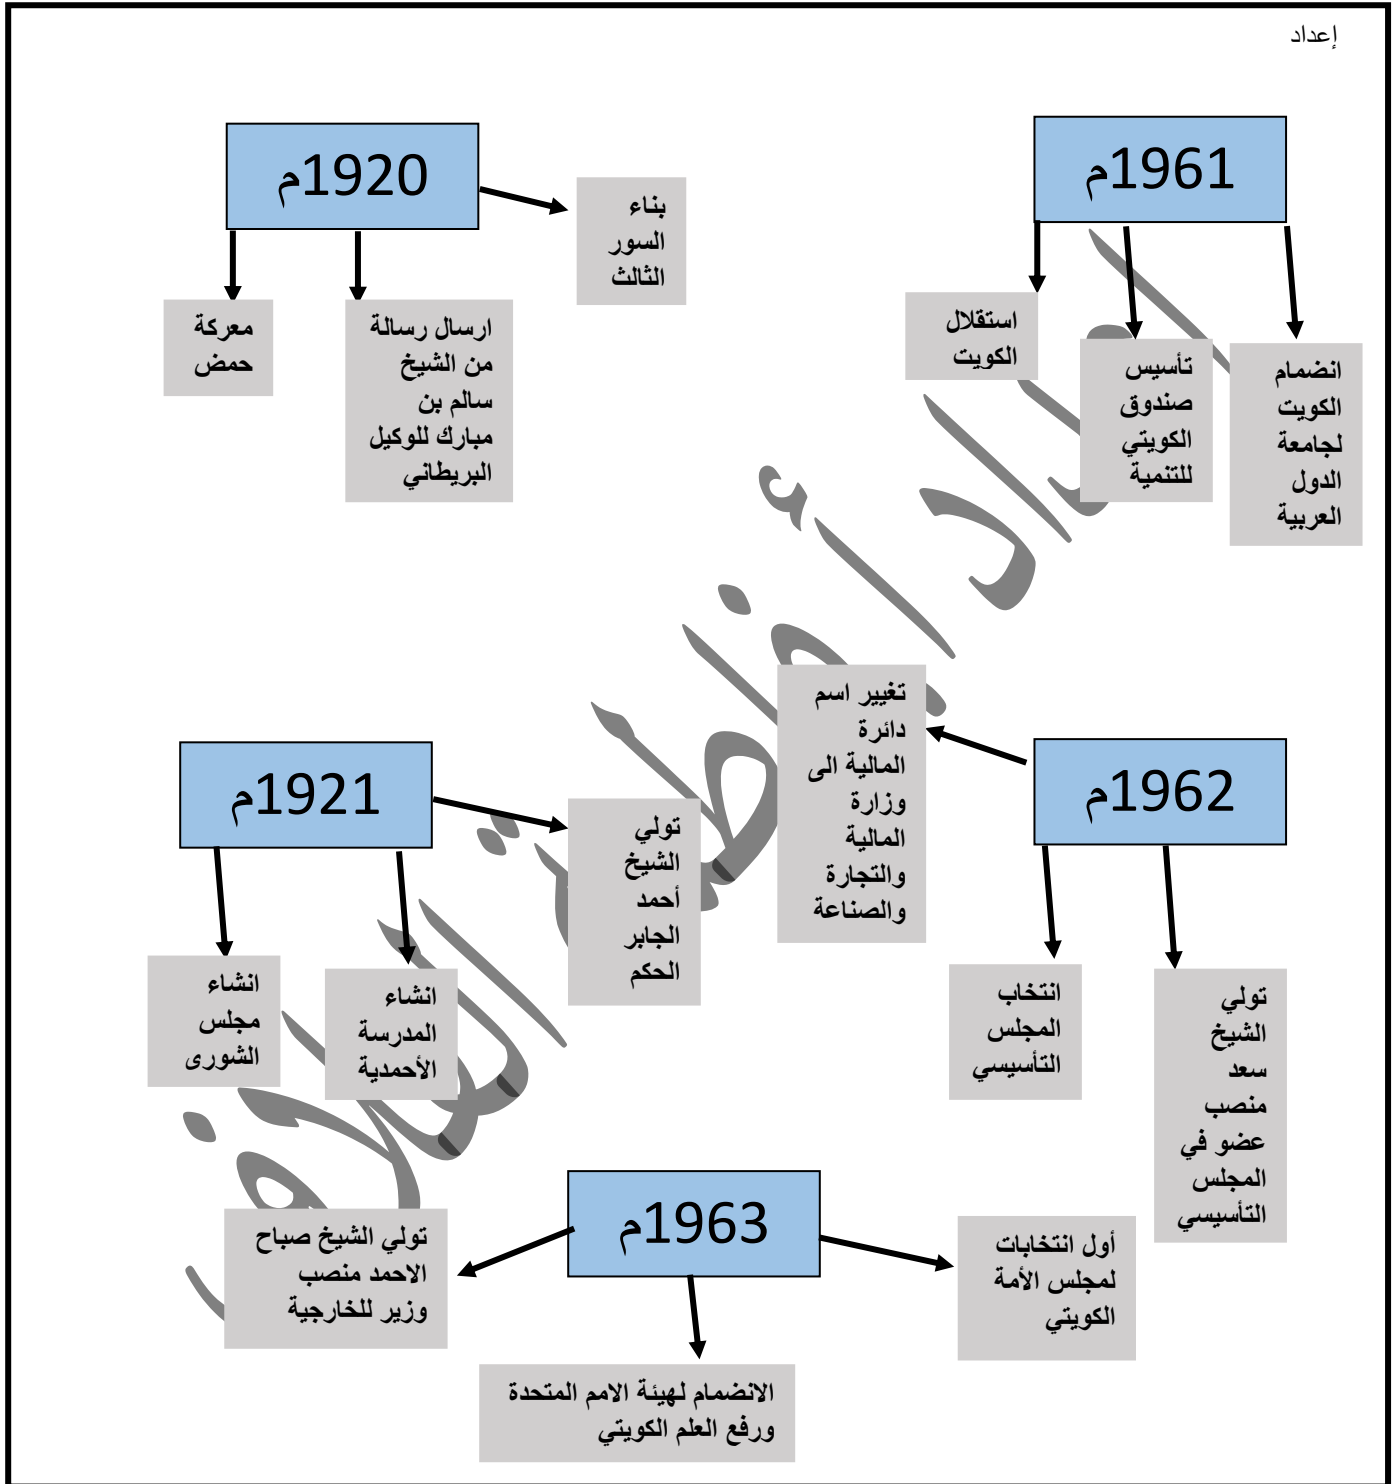 إعداد
1961م
استقلال
الكويت
تأسيس
صندوق
الكويتي
للتنمية
انضمام
الكويت
لجامعة
الدول
العربية
1920م
بناء
السور
الثالث
ارسال رسالة
من الشيخ
سالم بن
مبارك للوكيل
البريطاني
معركة
حمض
1962م
تغيير اسم
دائرة
المالية الى
وزارة
المالية
والتجارة
والصناعة
انتخاب
المجلس
التأسيسي
تولي
الشيخ
سعد
منصب
عضو في
المجلس
التأسيسي
1921م
تولي
الشيخ
أحمد
الجابر
الحكم
انشاء
المدرسة
الأحمدية
انشاء
مجلس
الشورى
1963م
أول انتخابات
لمجلس الأمة
الكويتي
الانضمام لهيئة الامم المتحدة
ورفع العلم الكويتي
تولي الشيخ صباح
الاحمد منصب
وزير للخارجية